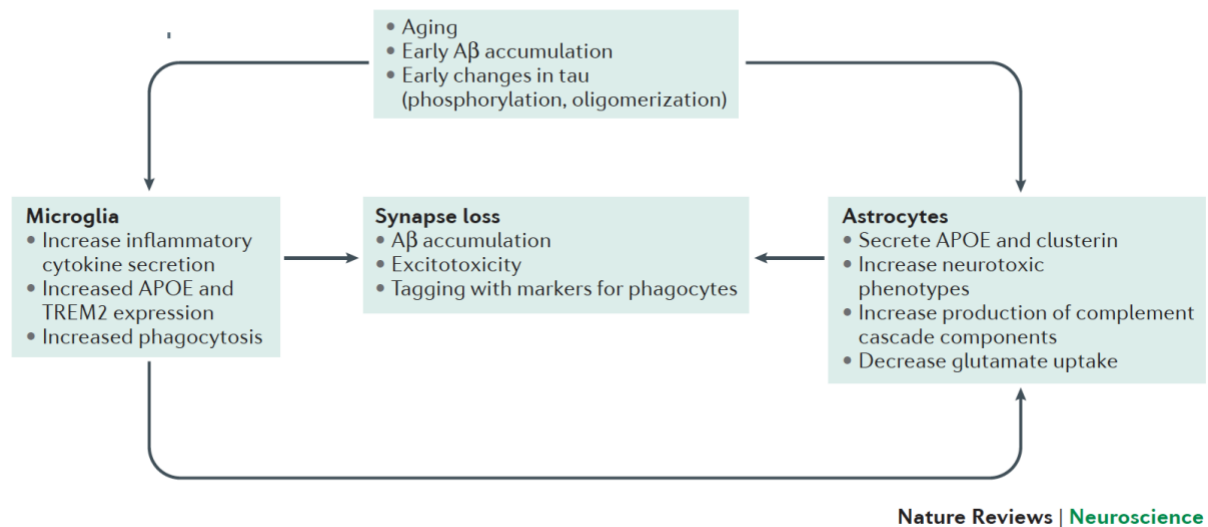 • Aging
• Early Aβ accumulation
• Early changes in tau
(phosphorylation, oligomerization)
Microglia
• Increase inflammatory
cytokine secretion
• Increased APOE and
TREM2 expression
• Increased phagocytosis
Synapse loss
• Aβ accumulation
• Excitotoxicity
• Tagging with markers for phagocytes
Astrocytes
• Secrete APOE and clusterin
• Increase neurotoxic
phenotypes
• Increase production of complement
cascade components
• Decrease glutamate uptake
Nature Reviews | Neuroscience